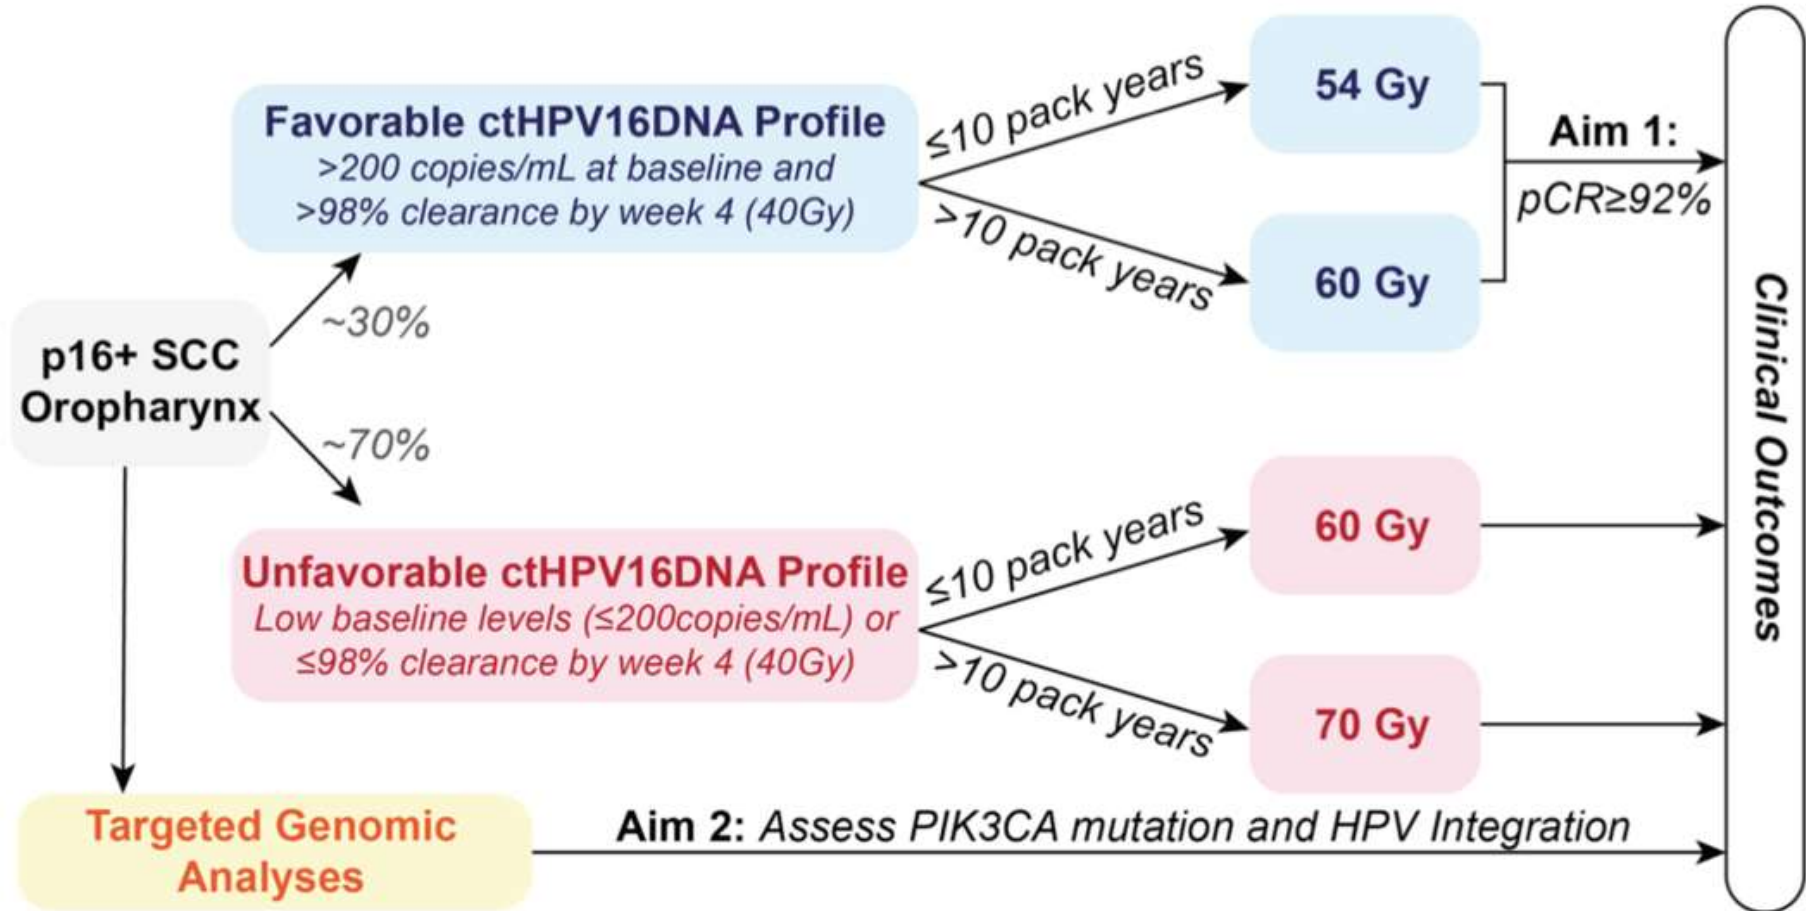 Favorable ctHPV16DNA Profile
>200 copies/mL at baseline and
>98% clearance by week 4 (40Gy)
≤10 pack years
>10 pack years
54 Gy
60 Gy
Aim 1:
pCR≥92%
~30%
p16+ SCC
Oropharynx
~70%
Unfavorable ctHPV16DNA Profile
Low baseline levels (≤200copies/mL) or
≤98% clearance by week 4 (40Gy)
≤10 pack years
>10 pack years
60 Gy
70 Gy
Targeted Genomic
Analyses
Aim 2: Assess PIK3CA mutation and HPV Integration
Clinical Outcomes